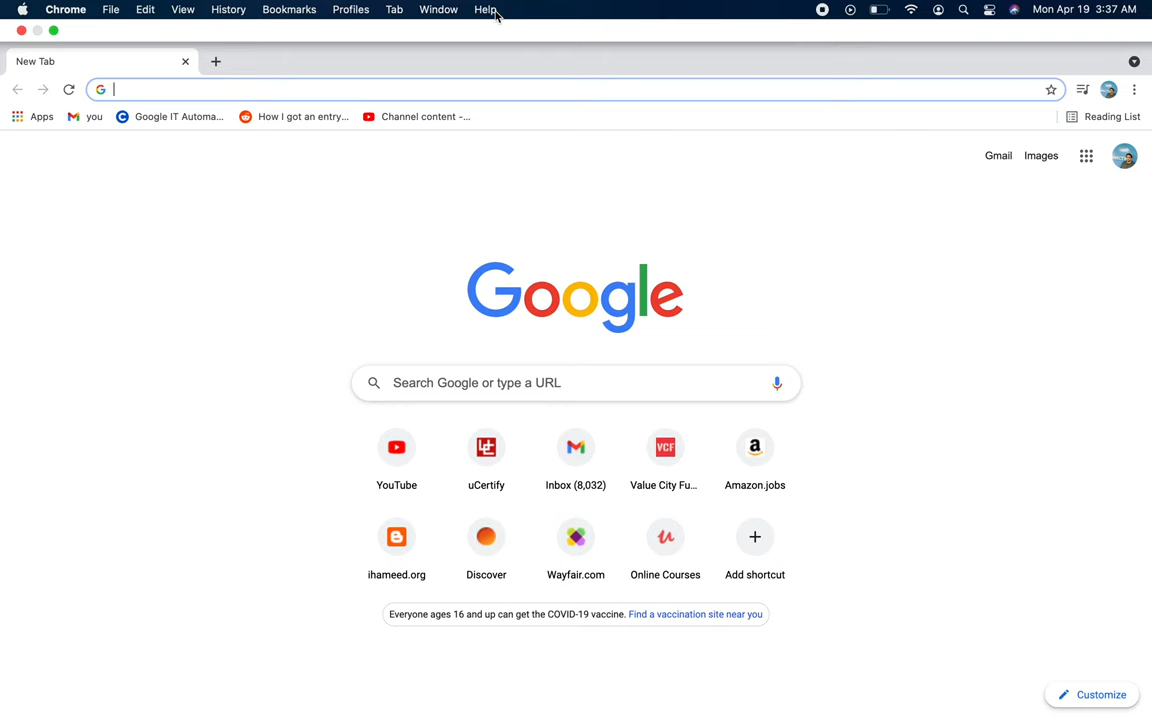 Chrome File Edit View History Bookmarks Profiles Tab Window Help Mon Apr 19 3:37 AM
New Tab
Apps you Google IT Automa... How I got an entry... Channel content -... Reading List
Gmail Images
Google
Search Google or type a URL
YouTube uCertify Inbox (8,032) Value City Fu... Amazon.jobs
ihameed.org Discover Wayfair.com Online Courses Add shortcut
Everyone ages 16 and up can get the COVID-19 vaccine. Find a vaccination site near you
Customize